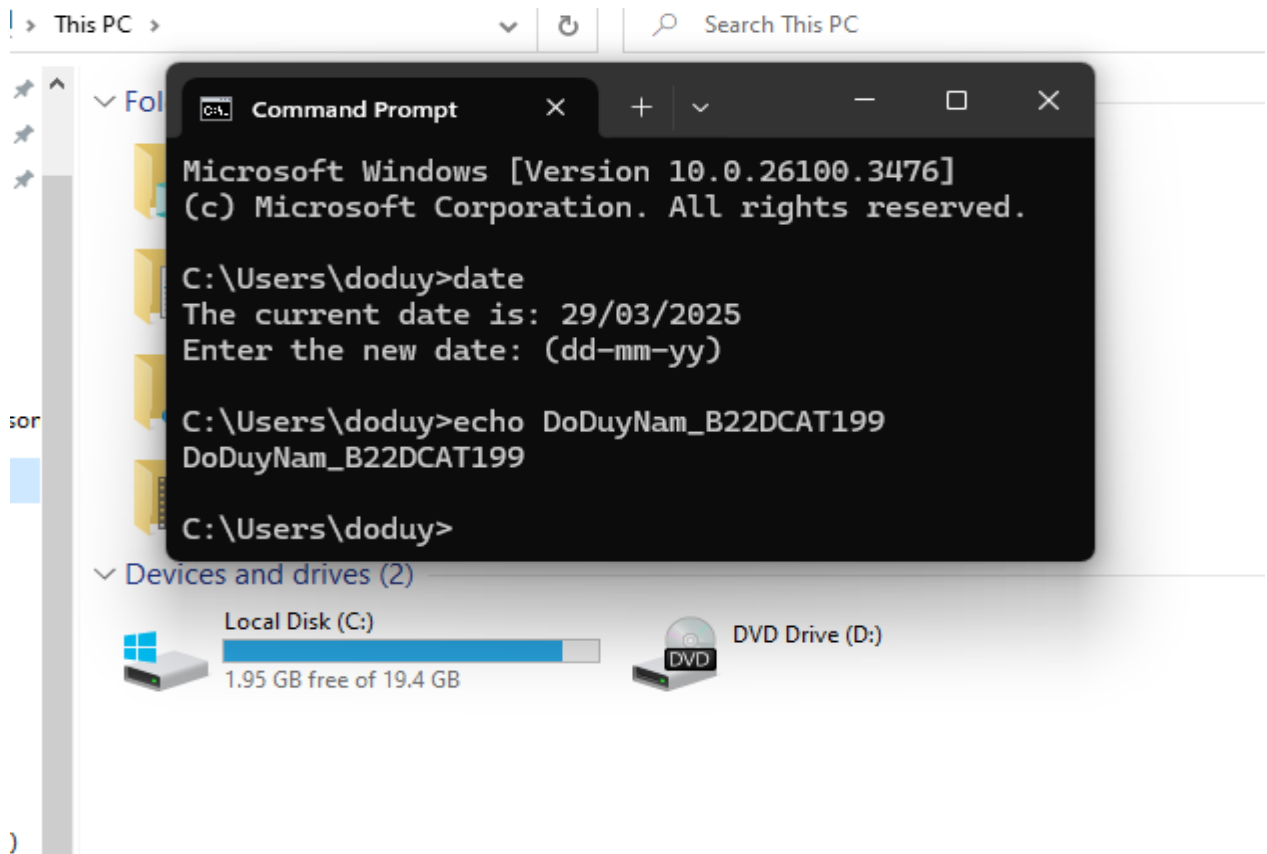 This PC
Search This PC
Command Prompt
Microsoft Windows [Version 10.0.26100.3476]
(c) Microsoft Corporation. All rights reserved.
C:\Users\doduy>date
The current date is: 29/03/2025
Enter the new date: (dd-mm-yy)
C:\Users\doduy>echo DoDuyNam_B22DCAT199
DoDuyNam_B22DCAT199
C:\Users\doduy>
Devices and drives (2)
Local Disk (C:)
1.95 GB free of 19.4 GB
DVD Drive (D:)
DVD